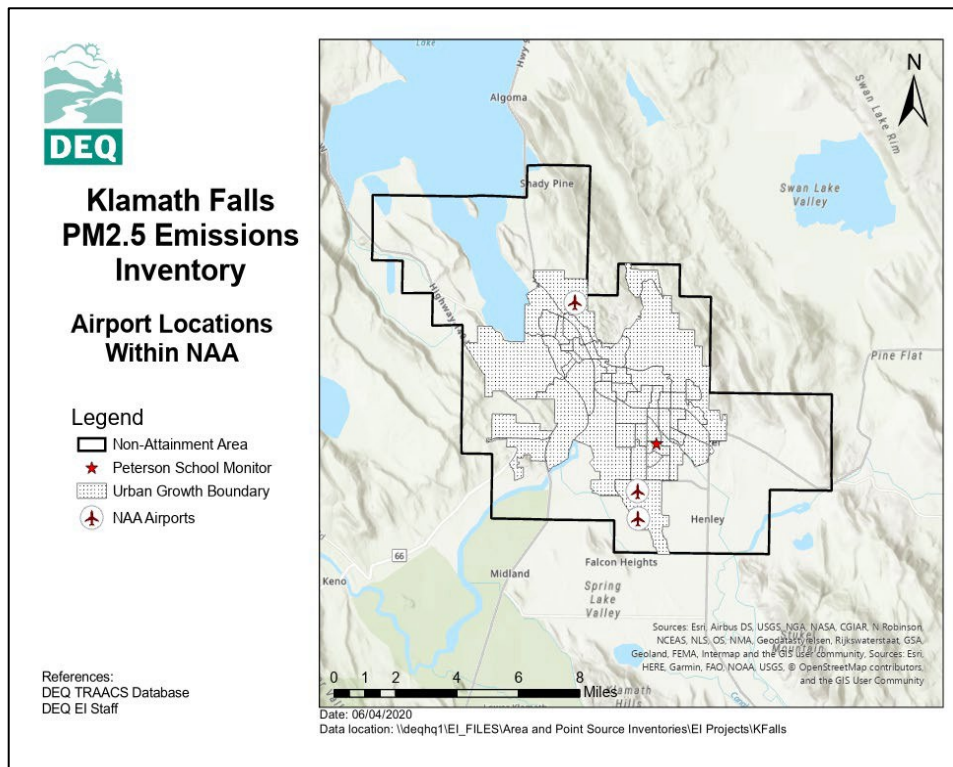 DEQ
Klamath Falls
PM2.5 Emissions
Inventory
Airport Locations
Within NAA
Legend
Non-Attainment Area
Peterson School Monitor
Urban Growth Boundary
NAA Airports
References:
DEQ TRAACS Database
DEQ EI Staff
Lake
Algoma
N
Swan Lake Rim
Swan Lake
Valley
Shady Pine
Pine Flat
66
Keno
Midland
Henley
Falcon Heights
Spring
Lake
Valley
Mountain
Sources: Esri, Airbus DS, USGS, NGA, NASA, CGIAR, N Robinson,
NCEAS, NLS, OS, NMA, Geodatastyrelsen, Rijkswaterstaat, GSA,
Geoland, FEMA, Intermap and the GIS user community, Sources: Esri,
HERE, Garmin, FAO, NOAA, USGS, © OpenStreetMap contributors,
and the GIS User Community
0 2 4 6 8
Miles
Hills
Date: 06/04/2020
Data location: \\deqhq1\EI_FILES\Area and Point Source Inventories\EI Projects\KFalls